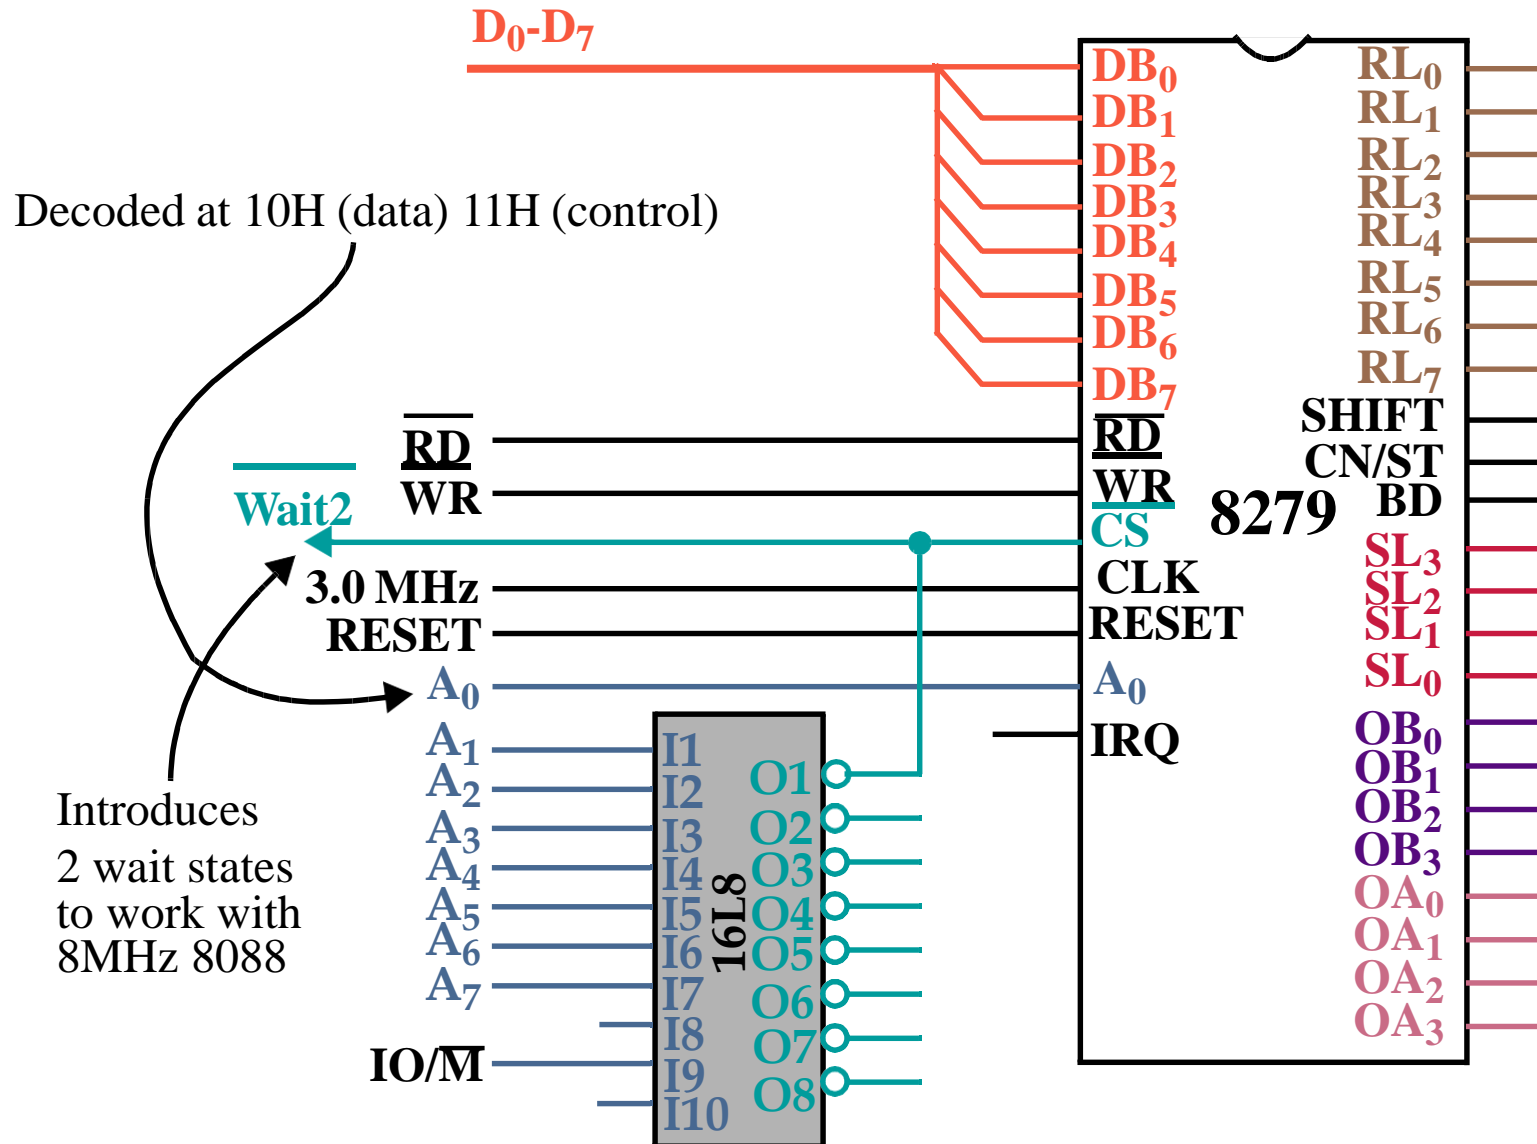 D0-D7
Decoded at 10H (data) 11H (control)
RD
WR
Wait2
3.0 MHz
RESET
A0
A1
A2
A3
A4
A5
A6
A7
IO/M
Introduces
2 wait states
to work with
8MHz 8088
I1
I2
I3
I4
I5
I6
I7
I8
I9
I10
16L8
O1
O2
O3
O4
O5
O6
O7
O8
DB0
DB1
DB2
DB3
DB4
DB5
DB6
DB7
RD
WR
CS
CLK
RESET
A0
IRQ
8279
RL0
RL1
RL2
RL3
RL4
RL5
RL6
RL7
SHIFT
CN/ST
BD
SL3
SL2
SL1
SL0
OB0
OB1
OB2
OB3
OA0
OA1
OA2
OA3